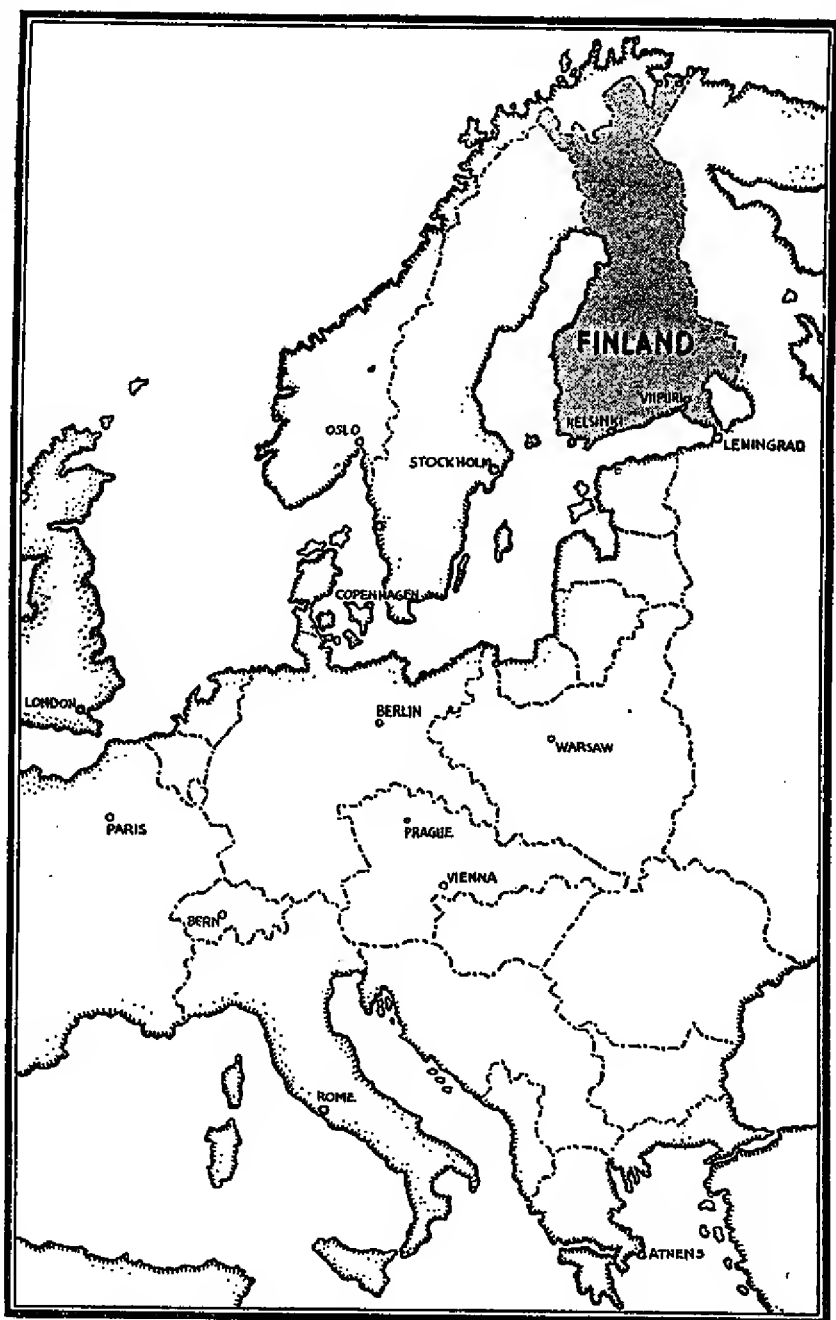 FINLAND
VIIPURI
HELSINKI
OSLO
LENINGRAD
STOCKHOLM
COPENHAGEN
LONDON
BERLIN
WARSAW
PARIS
PRAGUE
VIENNA
BERN
ROME
ATHENS